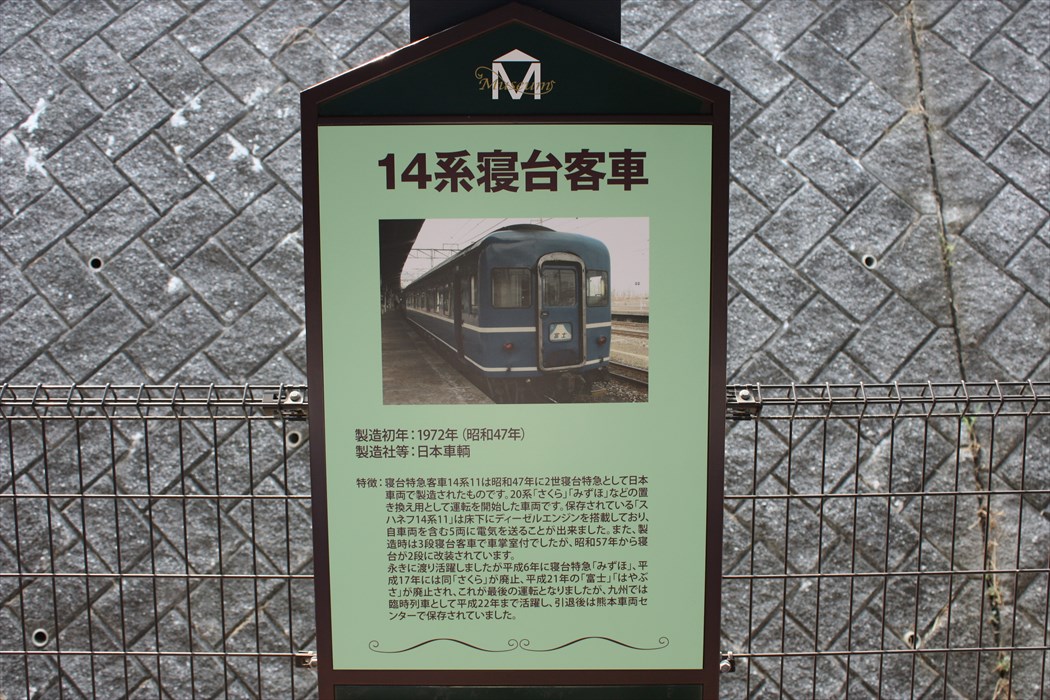 M
Museum
14系寝台客車
富士
製造初年：1972年（昭和47年）
製造社等：日本車輌
特徴：寝台特急客車14系11は昭和47年に2世寝台特急として日本
車両で製造されたものです。20系「さくら」「みずほ」などの置
き換え用として運転を開始した車両です。保存されている「ス
ハネフ14系11」は床下にディーゼルエンジンを搭載しており、
自車両を含む5両に電気を送ることが出来ました。また、製
造時は3段寝台客車で車掌室付でしたが、昭和57年から寝
台が2段に改装されています。
永きに渡り活躍しましたが平成6年に寝台特急「みずほ」、平
成17年には同「さくら」が廃止、平成21年の「富士」「はやぶ
さ」が廃止され、これが最後の運転となりましたが、九州では
臨時列車として平成22年まで活躍し、引退後は熊本車両セ
ンターで保存されていました。